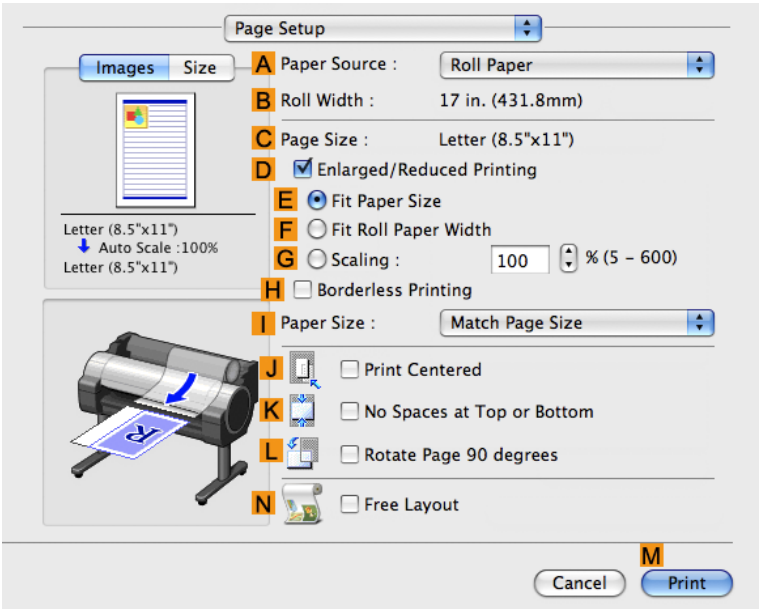 Page Setup
Images Size
A Paper Source : Roll Paper
B Roll Width : 17 in. (431.8mm)
C Page Size : Letter (8.5"x11")
D Enlarged/Reduced Printing
E Fit Paper Size
F Fit Roll Paper Width
G Scaling : 100 % (5 - 600)
Letter (8.5"x11")
Auto Scale :100%
Letter (8.5"x11")
H Borderless Printing
I Paper Size : Match Page Size
J Print Centered
K No Spaces at Top or Bottom
L Rotate Page 90 degrees
R
N Free Layout
M
Cancel Print